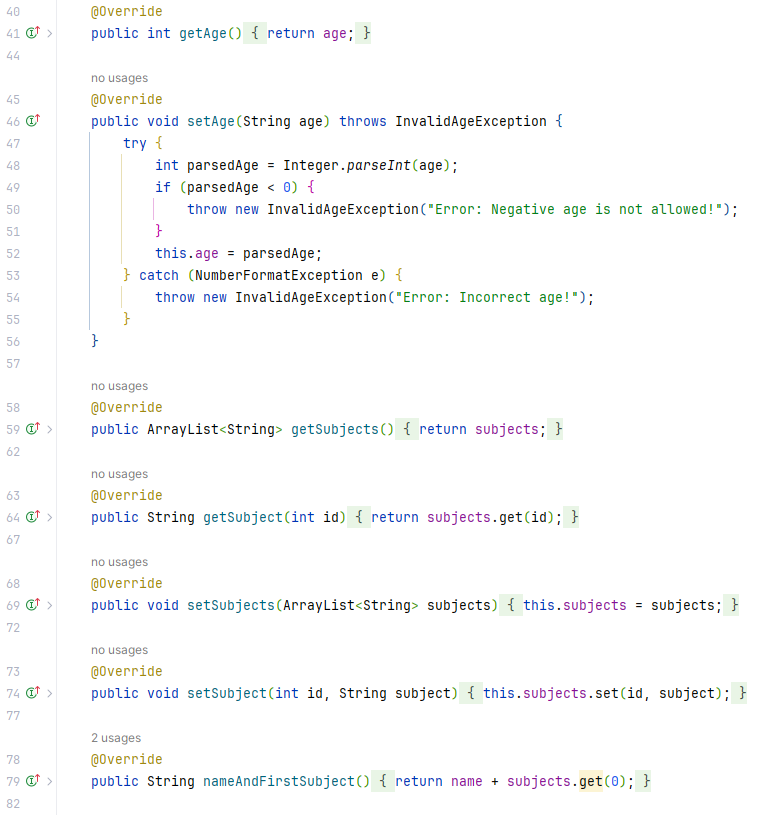 40 @Override
41 public int getAge() { return age; }
44
no usages
45 @Override
46 public void setAge(String age) throws InvalidAgeException {
47 try {
48 int parsedAge = Integer.parseInt(age);
49 if (parsedAge < 0) {
50 throw new InvalidAgeException("Error: Negative age is not allowed!");
51 }
52 this.age = parsedAge;
53 } catch (NumberFormatException e) {
54 throw new InvalidAgeException("Error: Incorrect age!");
55 }
56 }
57
no usages
58 @Override
59 public ArrayList<String> getSubjects() { return subjects; }
62
no usages
63 @Override
64 public String getSubject(int id) { return subjects.get(id); }
67
no usages
68 @Override
69 public void setSubjects(ArrayList<String> subjects) { this.subjects = subjects; }
72
no usages
73 @Override
74 public void setSubject(int id, String subject) { this.subjects.set(id, subject); }
77
2 usages
78 @Override
79 public String nameAndFirstSubject() { return name + subjects.get(0); }
82